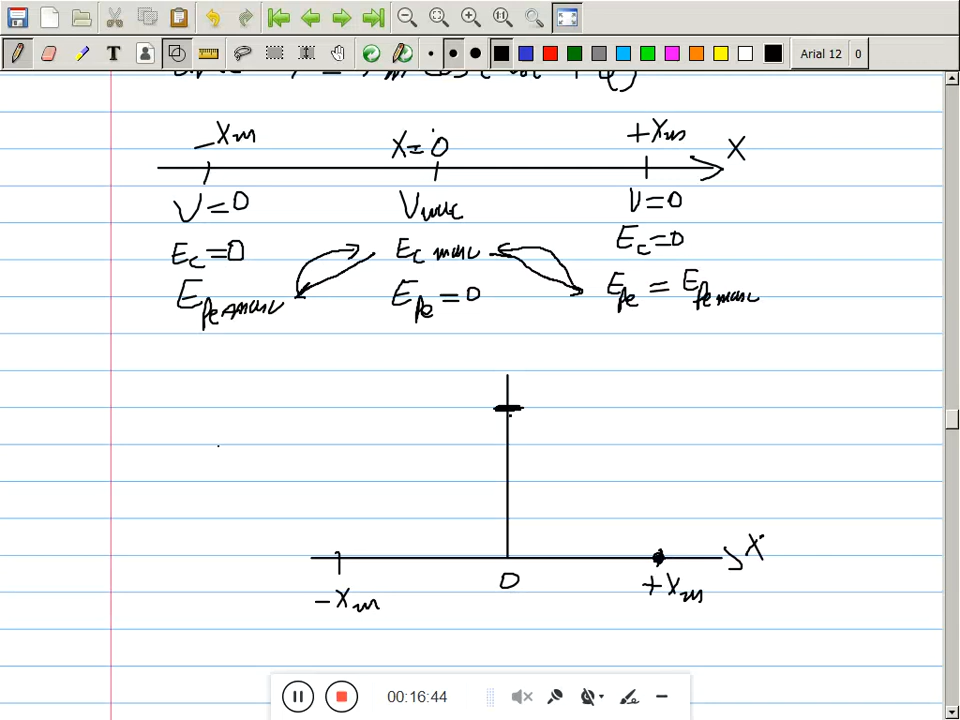 Arial 12 0
-Xm X=0 +Xm X
V=0 Vmax V=0
Ec=0 Ec max Ec=0
Epe max Epe=0 Epe = Epe max
X
-Xm 0 +Xm
00:16:44